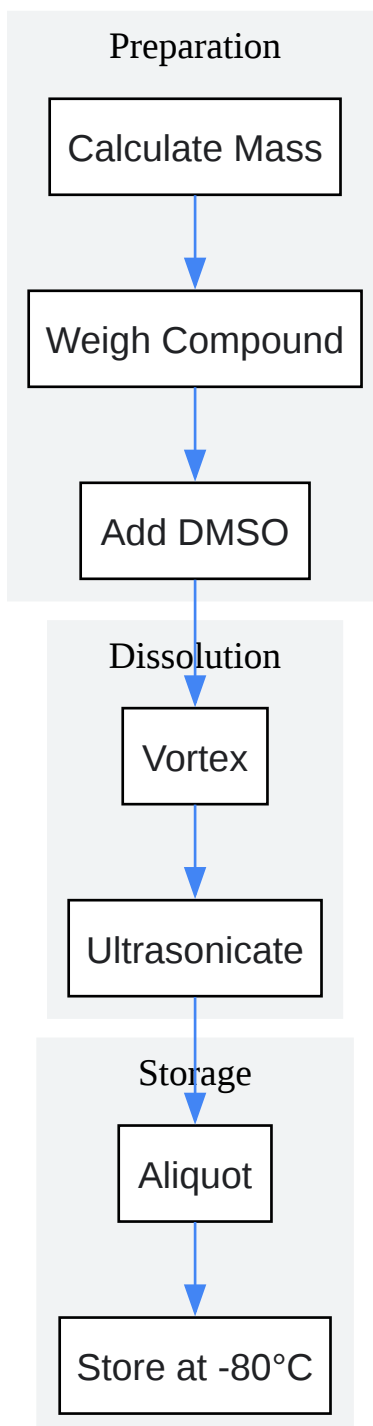 Preparation
Calculate Mass
Weigh Compound
Add DMSO
Dissolution
Vortex
Ultrasonicate
Storage
Aliquot
Store at -80°C